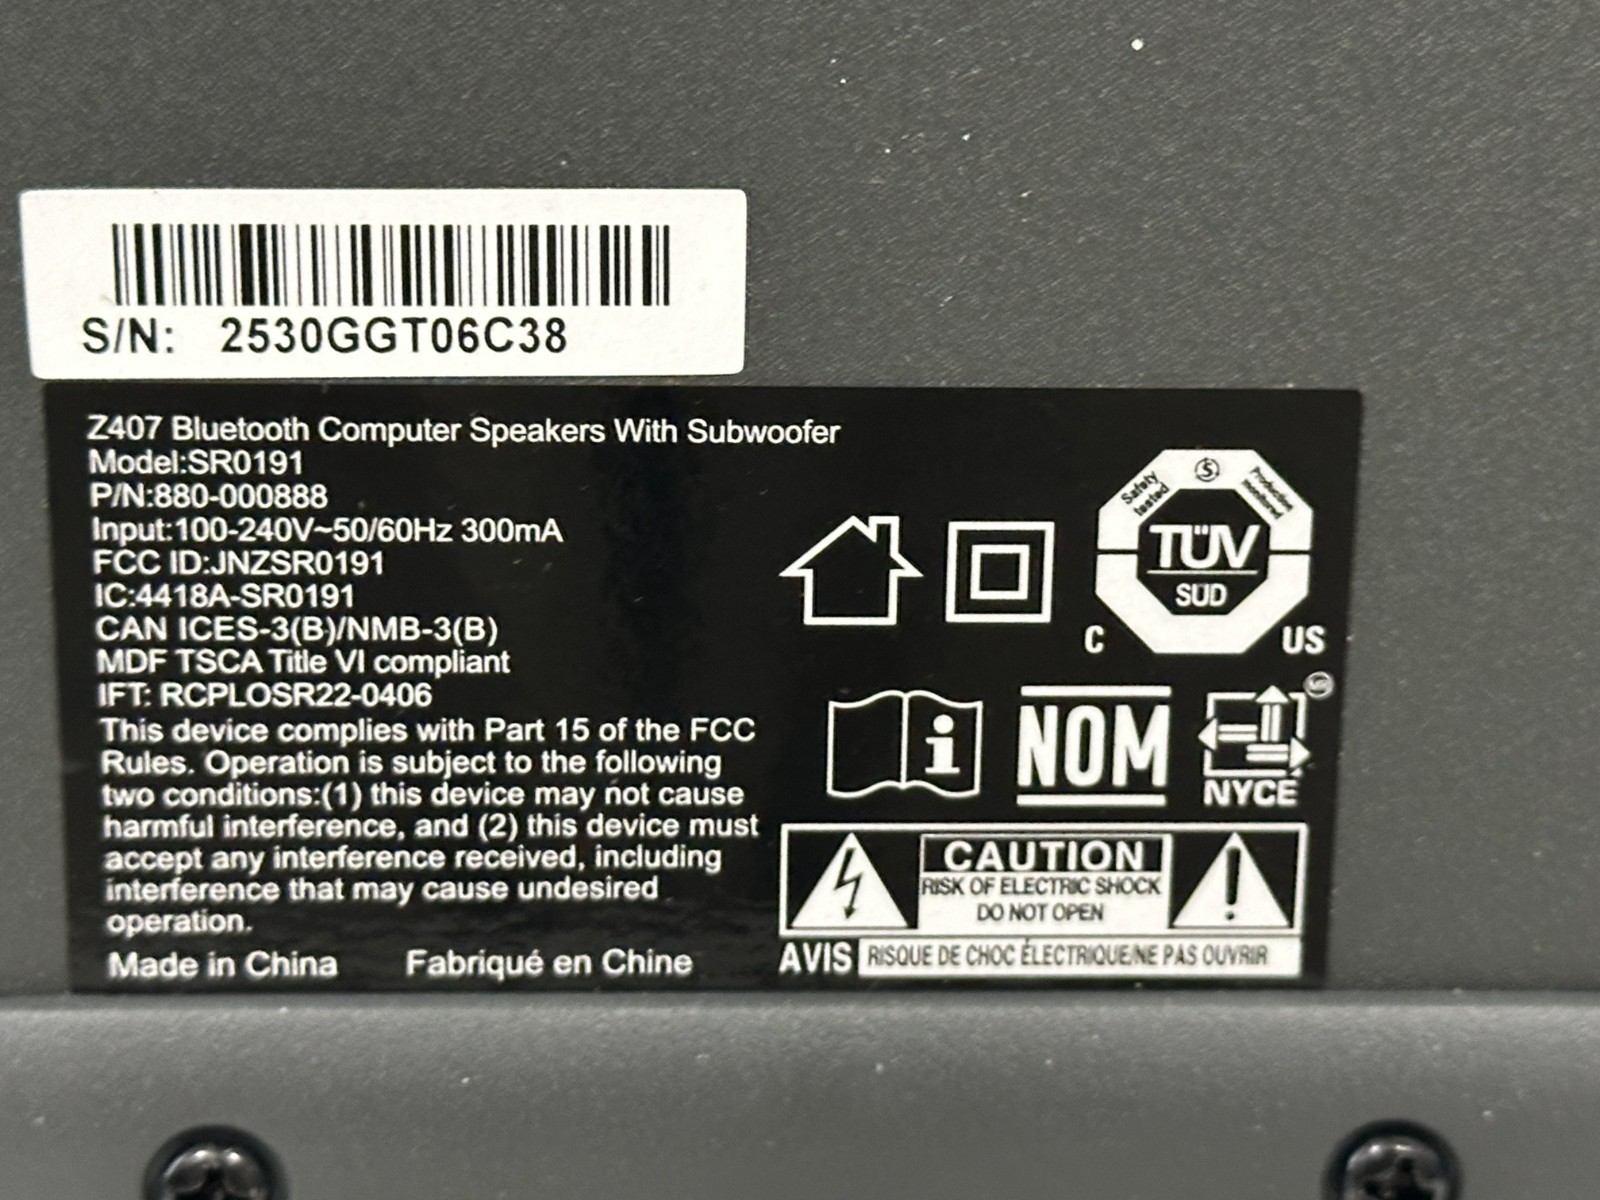 S/N: 2530GGT06C38
Z407 Bluetooth Computer Speakers With Subwoofer
Model:SR0191
P/N:880-000888
Input:100-240V~50/60Hz 300mA
FCC ID:JNZSR0191
IC:4418A-SR0191
CAN ICES-3(B)/NMB-3(B)
MDF TSCA Title VI compliant
IFT: RCPLOSR22-0406
This device complies with Part 15 of the FCC
Rules. Operation is subject to the following
two conditions:(1) this device may not cause
harmful interference, and (2) this device must
accept any interference received, including
interference that may cause undesired
operation.
Made in China Fabriqué en Chine
Safety
tested
S
Production
monitored
TÜV
SÜD
C US
i
NOM
MR
NYCE
CAUTION
RISK OF ELECTRIC SHOCK
DO NOT OPEN
AVIS RISQUE DE CHOC ÉLECTRIQUE/NE PAS OUVRIR